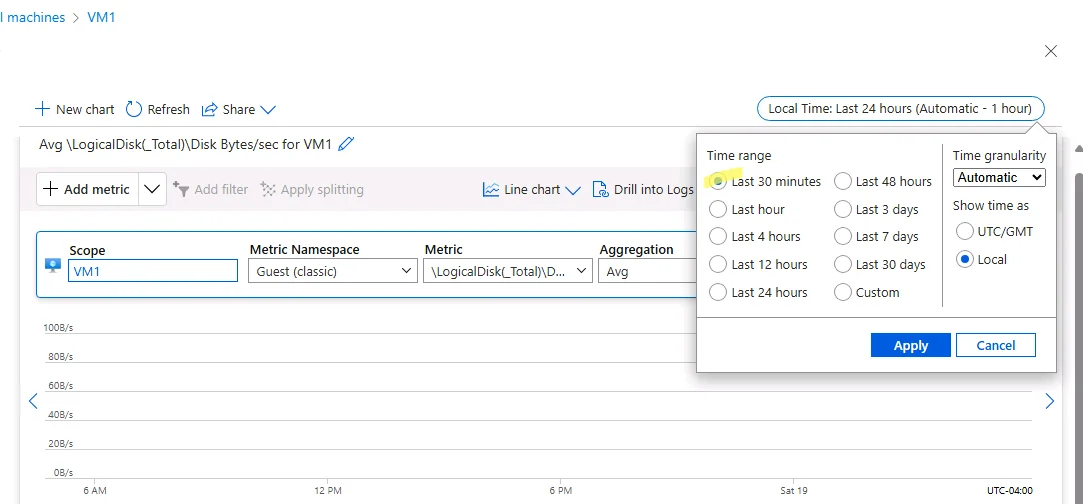 l machines > VM1
New chart Refresh Share Local Time: Last 24 hours (Automatic - 1 hour)
Avg \LogicalDisk(_Total)\Disk Bytes/sec for VM1
Add metric Add filter Apply splitting Line chart Drill into Logs
Scope Metric Namespace Metric Aggregation
VM1 Guest (classic) \LogicalDisk(_Total)\D... Avg
Time range Time granularity
Last 30 minutes Last 48 hours Automatic
Last hour Last 3 days Show time as
Last 4 hours Last 7 days UTC/GMT
Last 12 hours Last 30 days Local
Last 24 hours Custom
Apply Cancel
100B/s
80B/s
60B/s
40B/s
20B/s
0B/s
6 AM 12 PM 6 PM Sat 19 UTC-04:00